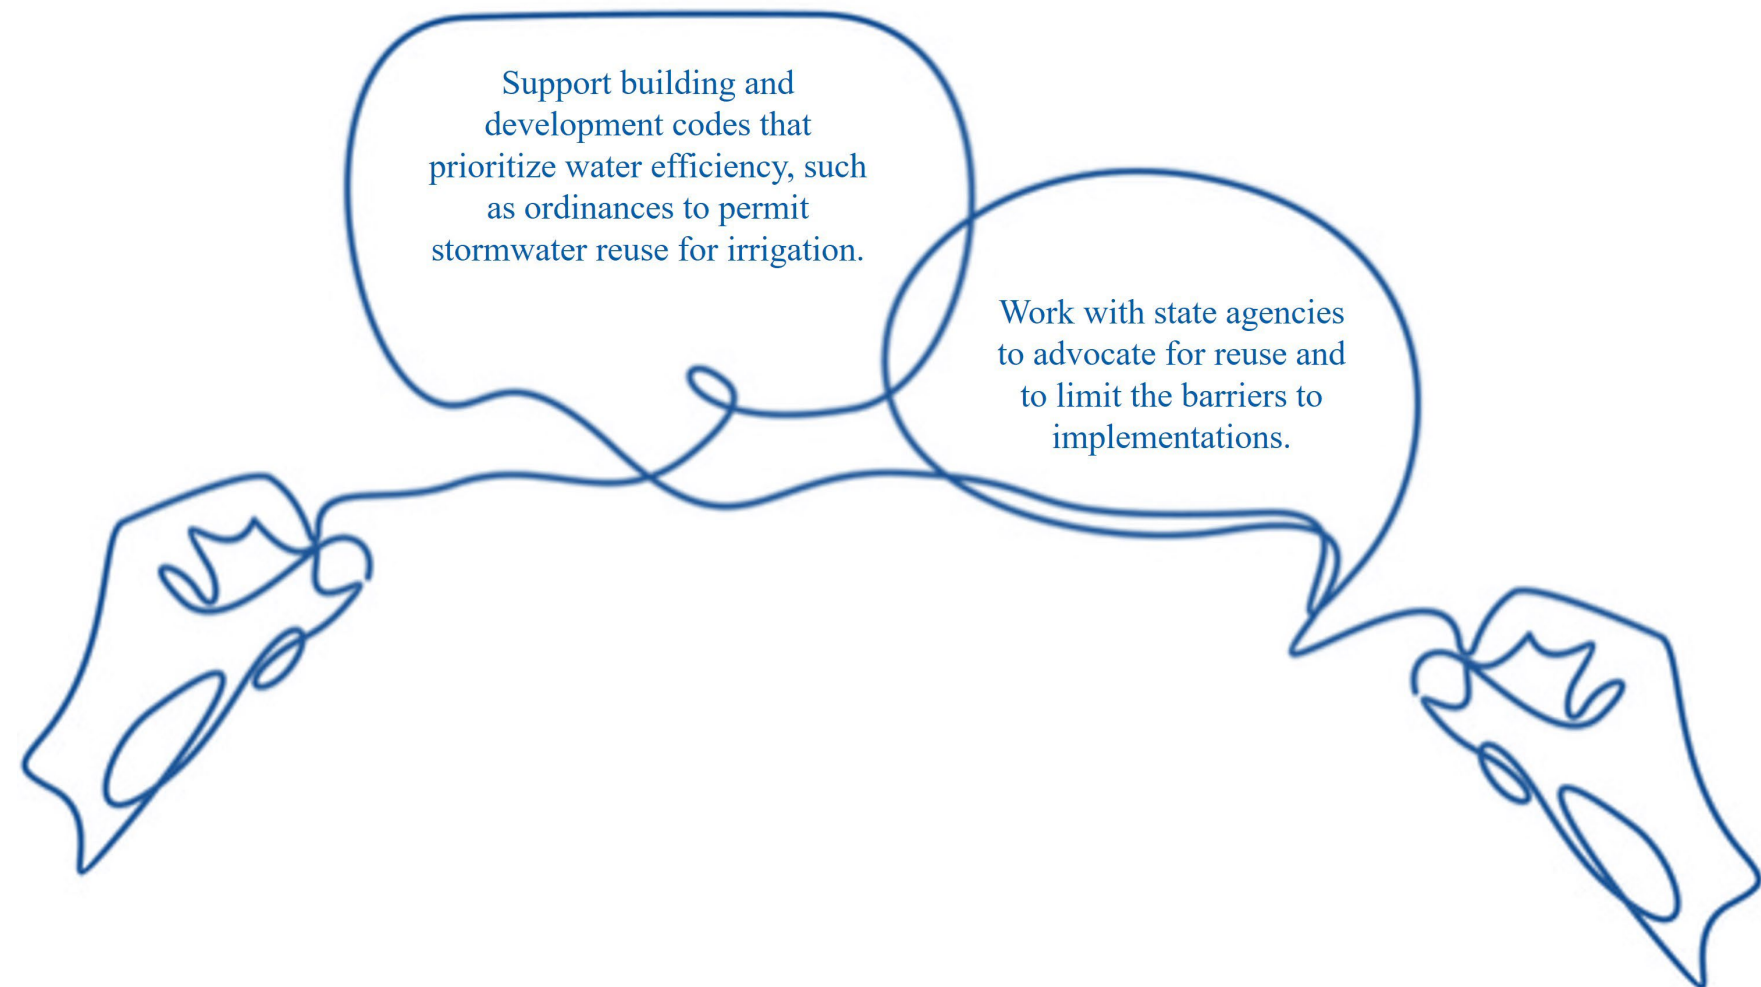 Support building and
development codes that
prioritize water efficiency, such
as ordinances to permit
stormwater reuse for irrigation.
Work with state agencies
to advocate for reuse and
to limit the barriers to
implementations.